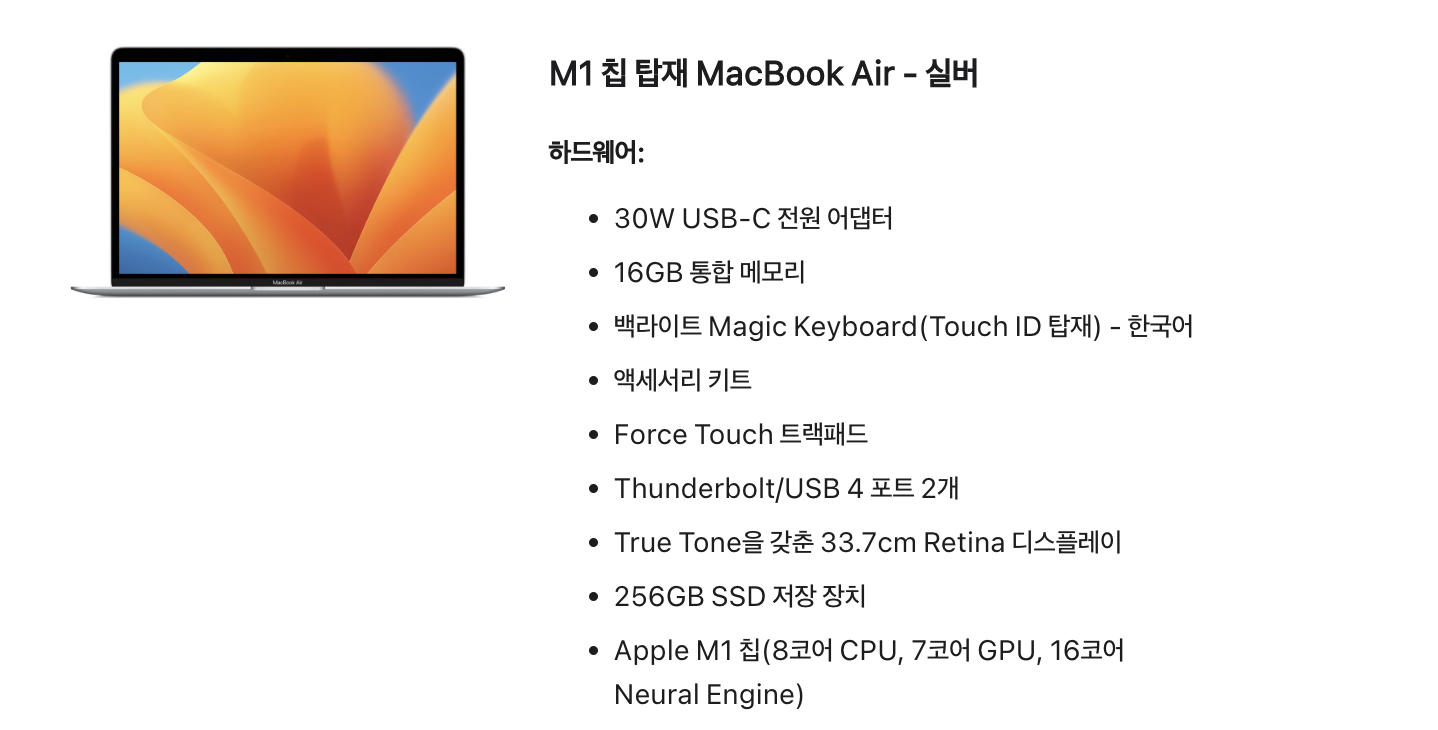 M1 칩 탑재 MacBook Air - 실버
하드웨어:
• 30W USB-C 전원 어댑터
• 16GB 통합 메모리
• 백라이트 Magic Keyboard(Touch ID 탑재) - 한국어
• 액세서리 키트
• Force Touch 트랙패드
• Thunderbolt/USB 4 포트 2개
• True Tone을 갖춘 33.7cm Retina 디스플레이
• 256GB SSD 저장 장치
• Apple M1 칩(8코어 CPU, 7코어 GPU, 16코어
Neural Engine)
MacBook Air